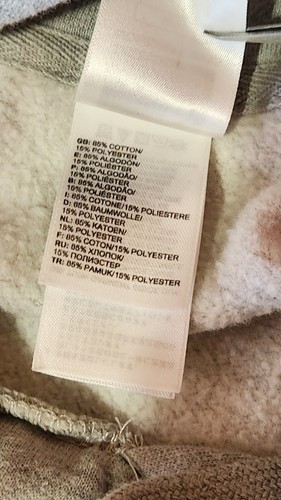 GB: 85% COTTON/
15% POLYESTER
E: 85% ALGODÓN/
15% POLIÉSTER
P: 85% ALGODÃO/
15% POLIÉSTER
B: 85% ALGODÃO/
15% POLIÉSTER
I: 85% COTONE/15% POLIESTERE
D: 85% BAUMWOLLE/
15% POLYESTER
NL: 85% KATOEN/
15% POLYESTER
F: 85% COTON/15% POLYESTER
RU: 85% ХЛОПОК/
15% ПОЛИЭСТЕР
TR: 85% PAMUK/15% POLYESTER